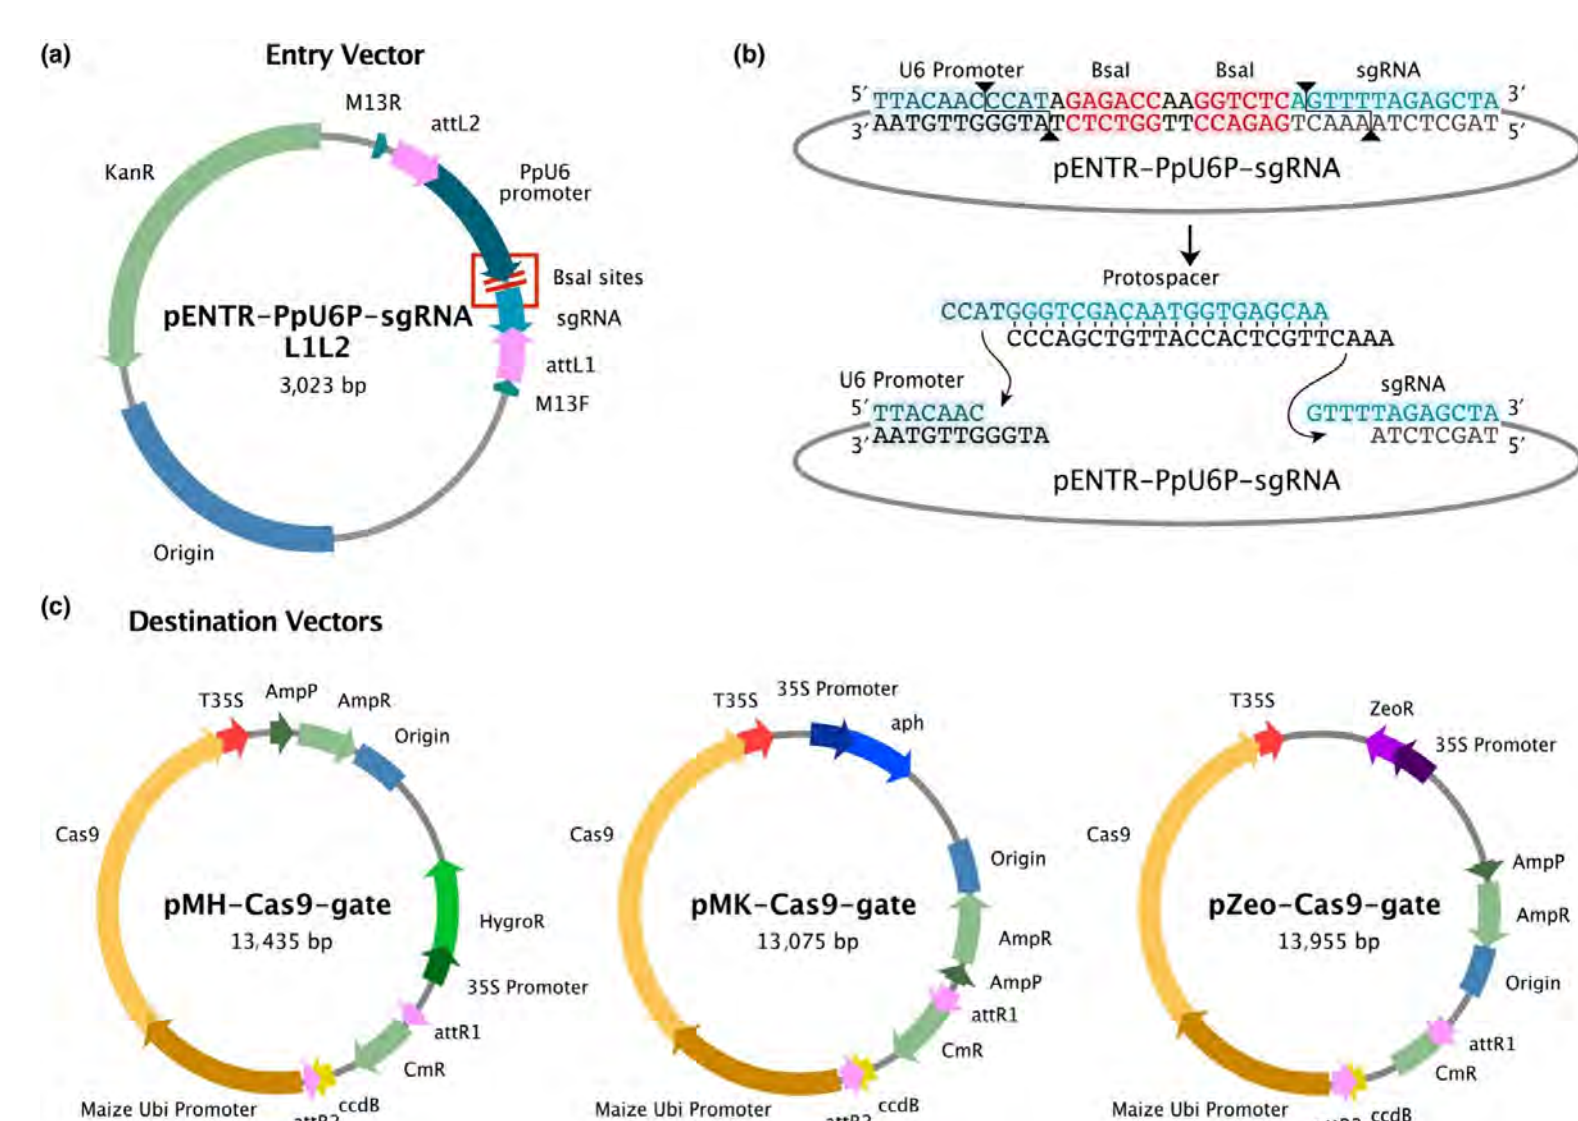 (a)
Entry Vector
M13R
attL2
KanR
PpU6
promoter
BsaI sites
pENTR-PpU6P-sgRNA
L1L2
3,023 bp
sgRNA
attL1
M13F
Origin
(b)
U6 Promoter BsaI BsaI sgRNA
5′ TTACAACCCATAGAGACCAAGGTCTCAGTTTTAGAGCTA 3′
3′ AATGTTGGGTATCTCTGGTTCCAGAGTCAAAATCTCGAT 5′
pENTR-PpU6P-sgRNA
Protospacer
CCATGGGTCGACAATGGTGAGCAA
CCCAGCTGTTACCACTCGTTCAAA
U6 Promoter sgRNA
5′ TTACAAC GTTTTAGAGCTA 3′
3′ AATGTTGGGTA ATCTCGAT 5′
pENTR-PpU6P-sgRNA
(c)
Destination Vectors
T35S
AmpP
AmpR
Origin
Cas9
pMH-Cas9-gate
13,435 bp
HygroR
35S Promoter
attR1
CmR
ccdB
Maize Ubi Promoter
T35S
35S Promoter
aph
Cas9
Origin
pMK-Cas9-gate
13,075 bp
AmpR
AmpP
attR1
CmR
ccdB
Maize Ubi Promoter
T35S
ZeoR
35S Promoter
Cas9
AmpP
pZeo-Cas9-gate
13,955 bp
AmpR
Origin
attR1
CmR
ccdB
Maize Ubi Promoter